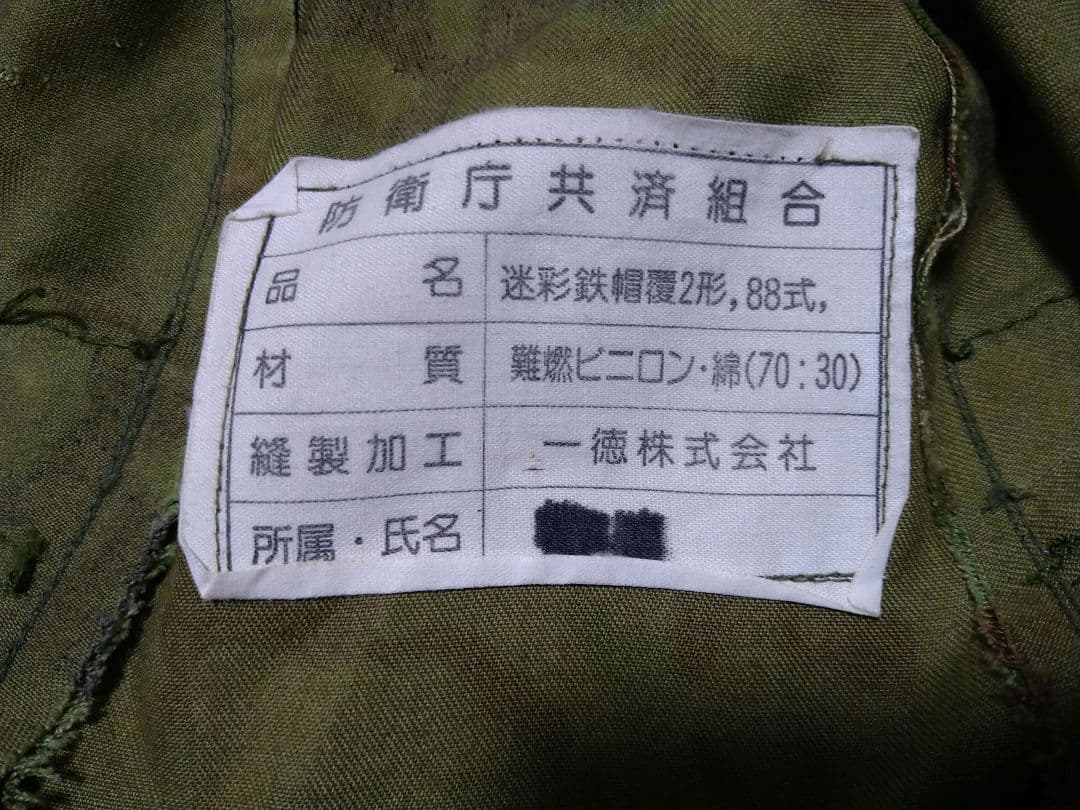 防衛庁共済組合
品名 迷彩鉄帽覆2形,88式,
材質 難燃ビニロン・綿(70:30)
縫製加工 一徳株式会社
所属・氏名